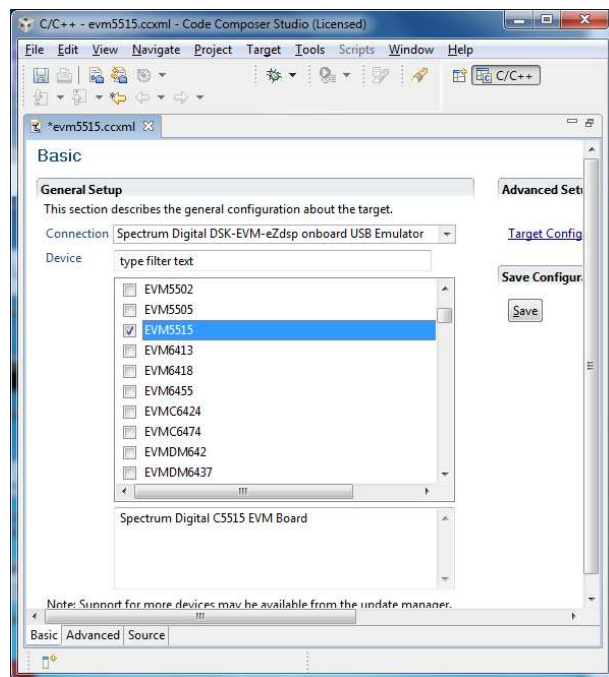 C/C++ - evm5515.ccxml - Code Composer Studio (Licensed)
File Edit View Navigate Project Target Tools Scripts Window Help
C/C++
*evm5515.ccxml
Basic
General Setup
This section describes the general configuration about the target.
Connection Spectrum Digital DSK-EVM-eZdsp onboard USB Emulator
Device type filter text
EVM5502
EVM5505
EVM5515
EVM6413
EVM6418
EVM6455
EVMC6424
EVMC6474
EVMDM642
EVMDM6437
Spectrum Digital C5515 EVM Board
Note: Support for more devices may be available from the update manager.
Advanced Setu
Target Config
Save Configur
Save
Basic Advanced Source